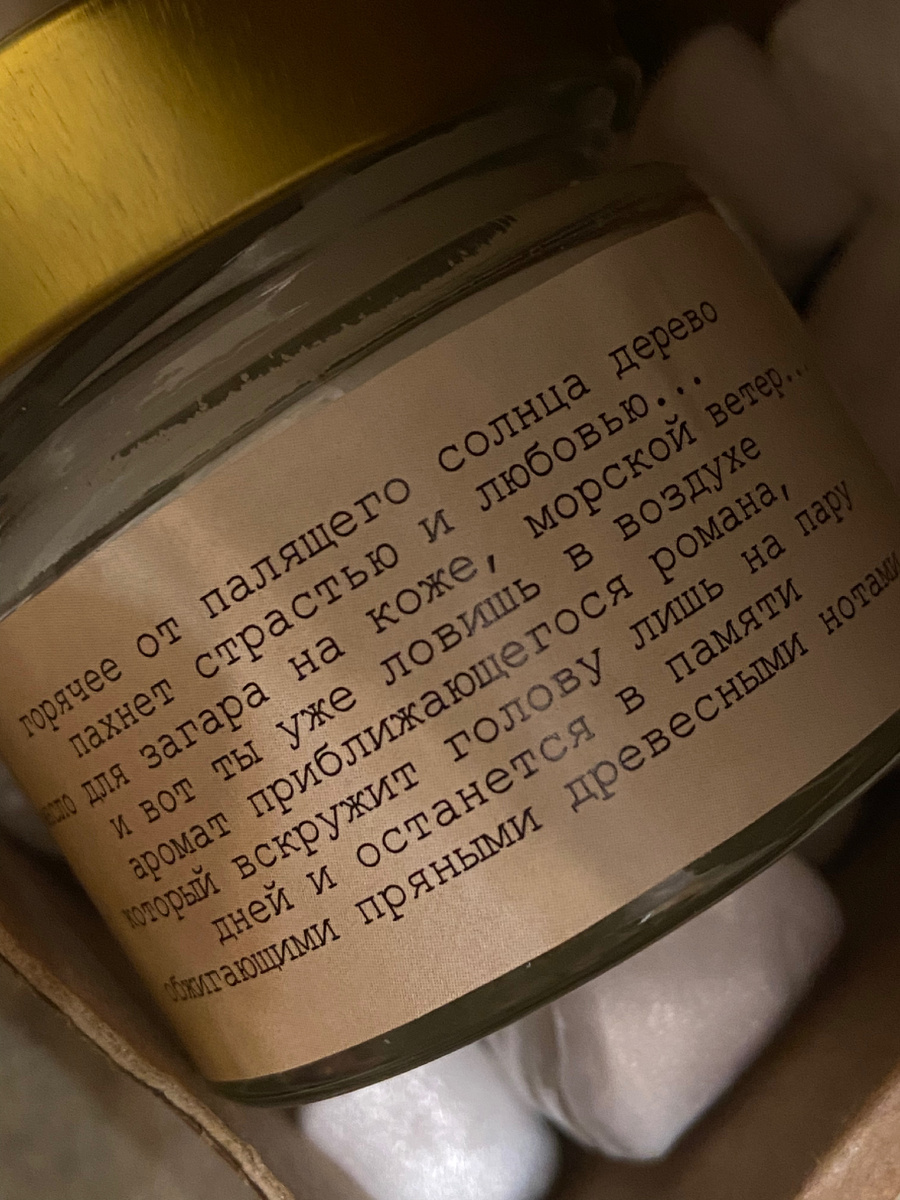 горячее от палящего солнца дерево
пахнет страстью и любовью...
масло для загара на коже, морской ветер...
и вот ты уже ловишь в воздухе
аромат приближающегося романа,
который вскружит голову лишь на пару
дней и останется в памяти
обжигающими пряными древесными нотами